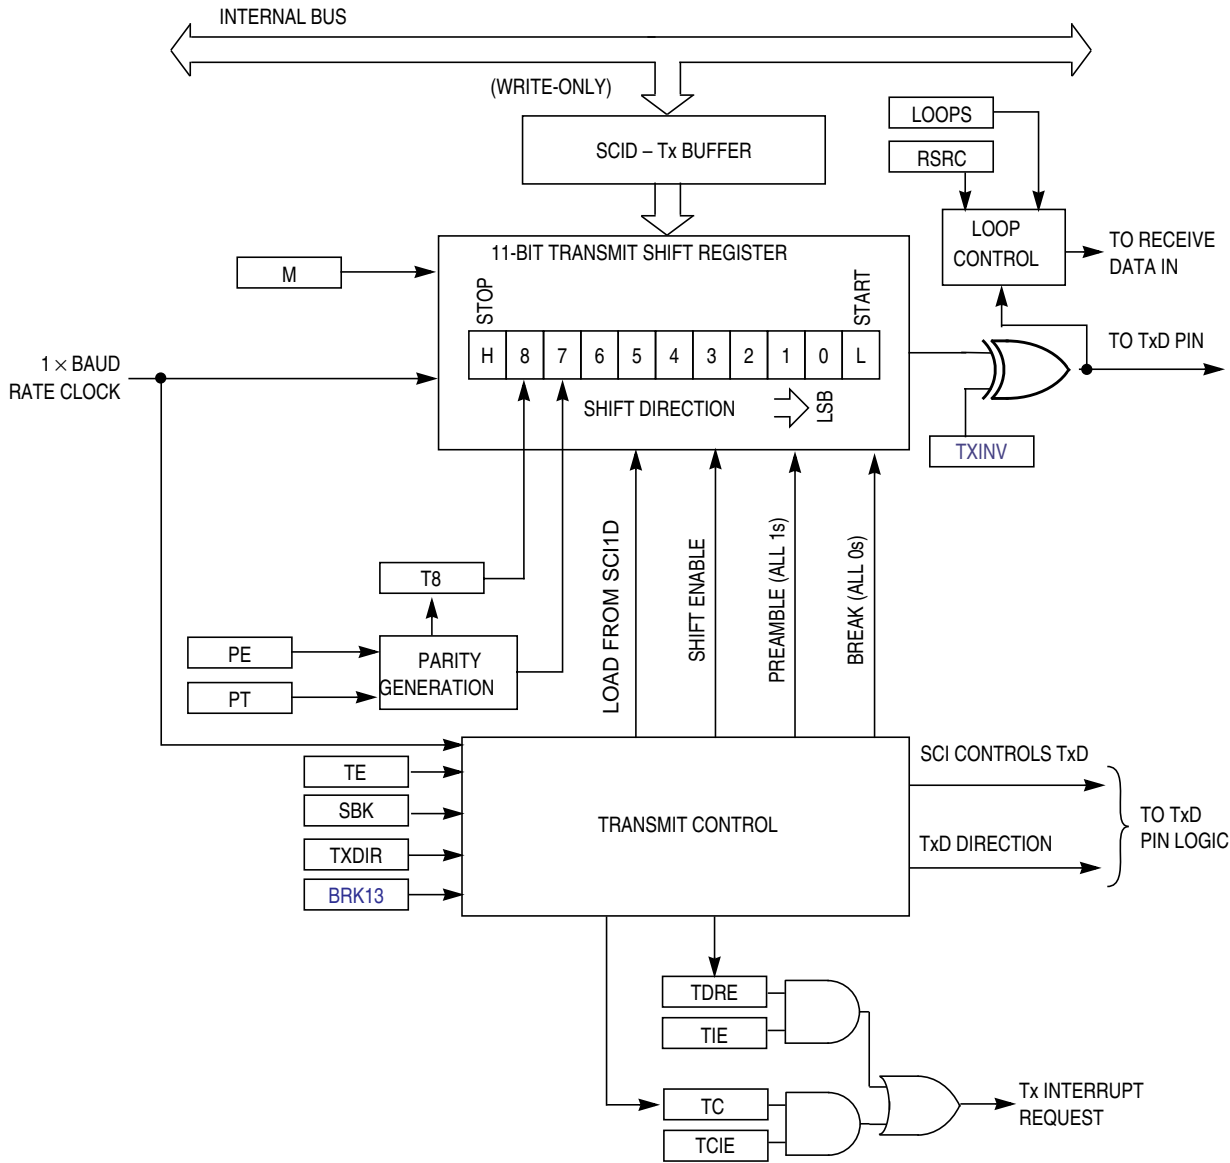 INTERNAL BUS
(WRITE-ONLY)
SCID – Tx BUFFER
LOOPS
RSRC
LOOP
CONTROL
TO RECEIVE
DATA IN
11-BIT TRANSMIT SHIFT REGISTER
M
STOP
START
H 8 7 6 5 4 3 2 1 0 L
1 × BAUD
RATE CLOCK
TO TxD PIN
SHIFT DIRECTION
LSB
TXINV
LOAD FROM SCI1D
SHIFT ENABLE
PREAMBLE (ALL 1s)
BREAK (ALL 0s)
T8
PE
PT
PARITY
GENERATION
TE
SBK
TXDIR
BRK13
TRANSMIT CONTROL
SCI CONTROLS TxD
TxD DIRECTION
TO TxD
PIN LOGIC
TDRE
TIE
TC
TCIE
Tx INTERRUPT
REQUEST